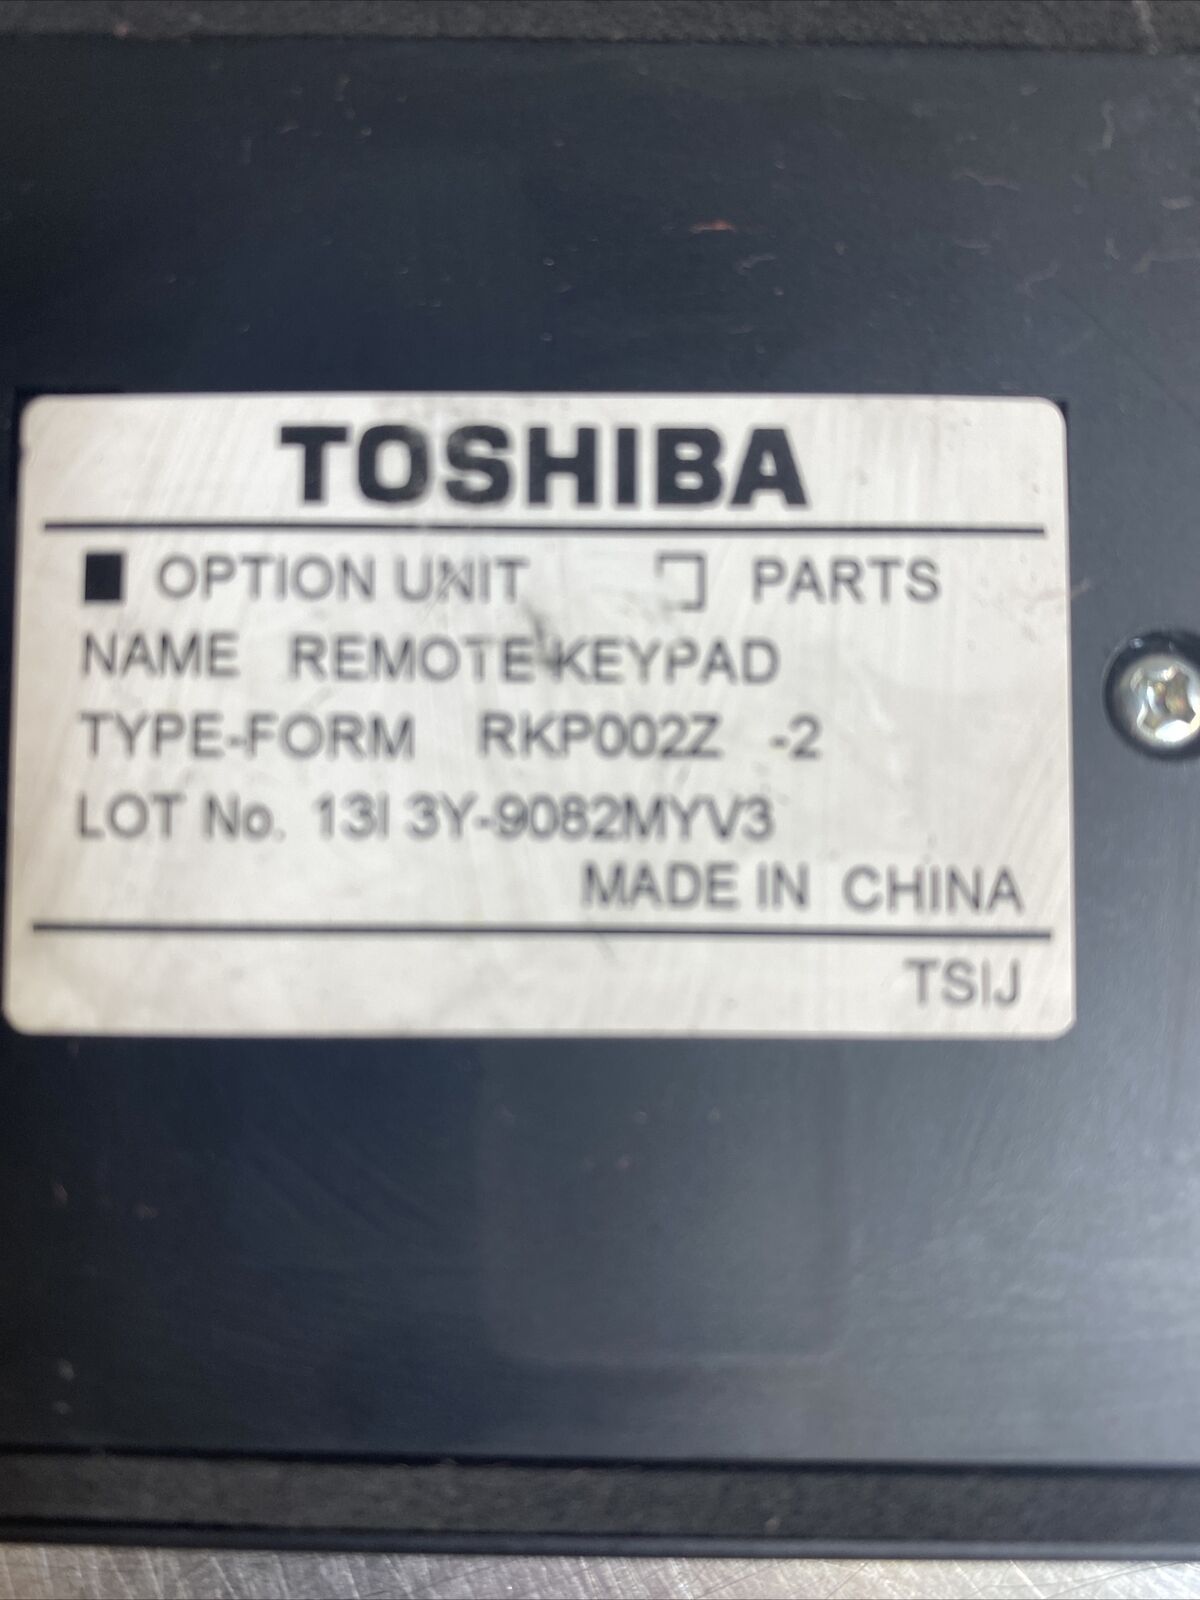 TOSHIBA
■ OPTION UNIT □ PARTS
NAME REMOTE KEYPAD
TYPE-FORM RKP002Z -2
LOT No. 13I 3Y-9082MYV3
MADE IN CHINA
TSIJ